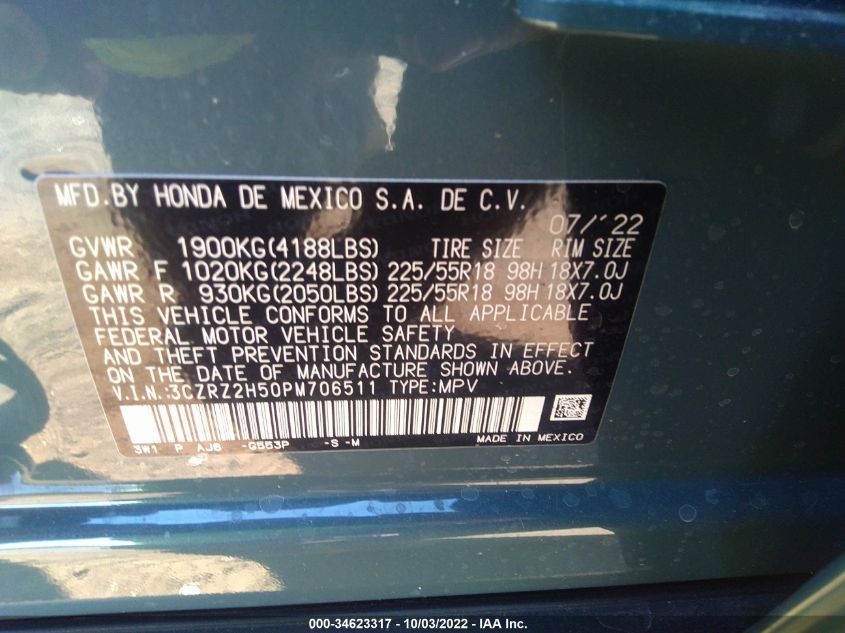 MFD. BY HONDA DE MEXICO S.A. DE C.V.
07/'22
GVWR 1900KG(4188LBS) TIRE SIZE RIM SIZE
GAWR F 1020KG(2248LBS) 225/55R18 98H 18X7.0J
GAWR R 930KG(2050LBS) 225/55R18 98H 18X7.0J
THIS VEHICLE CONFORMS TO ALL APPLICABLE
FEDERAL MOTOR VEHICLE SAFETY
AND THEFT PREVENTION STANDARDS IN EFFECT
ON THE DATE OF MANUFACTURE SHOWN ABOVE.
V.I.N.:3CZRZ2H50PM706511 TYPE:MPV
3W1 P AJB -G553P -S -M
MADE IN MEXICO
000-34623317 - 10/03/2022 - IAA Inc.